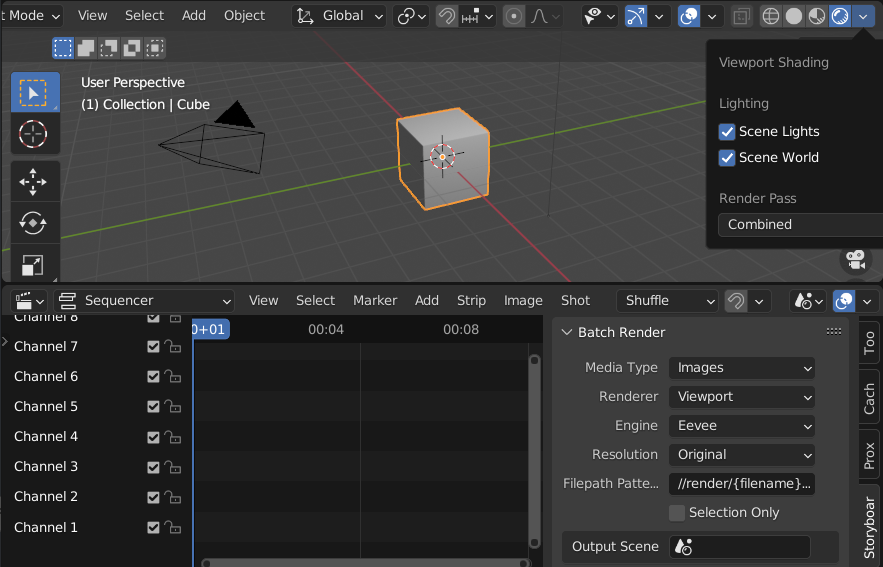 t Mode View Select Add Object Global
User Perspective
(1) Collection | Cube
Viewport Shading
Lighting
Scene Lights
Scene World
Render Pass
Combined
Sequencer View Select Marker Add Strip Image Shot Shuffle
0+01 00:04 00:08
Channel 8
Channel 7
Channel 6
Channel 5
Channel 4
Channel 3
Channel 2
Channel 1
Batch Render
Media Type Images
Renderer Viewport
Engine Eevee
Resolution Original
Filepath Patte... //render/{filename}...
Selection Only
Output Scene
Too
Cach
Prox
Storyboar